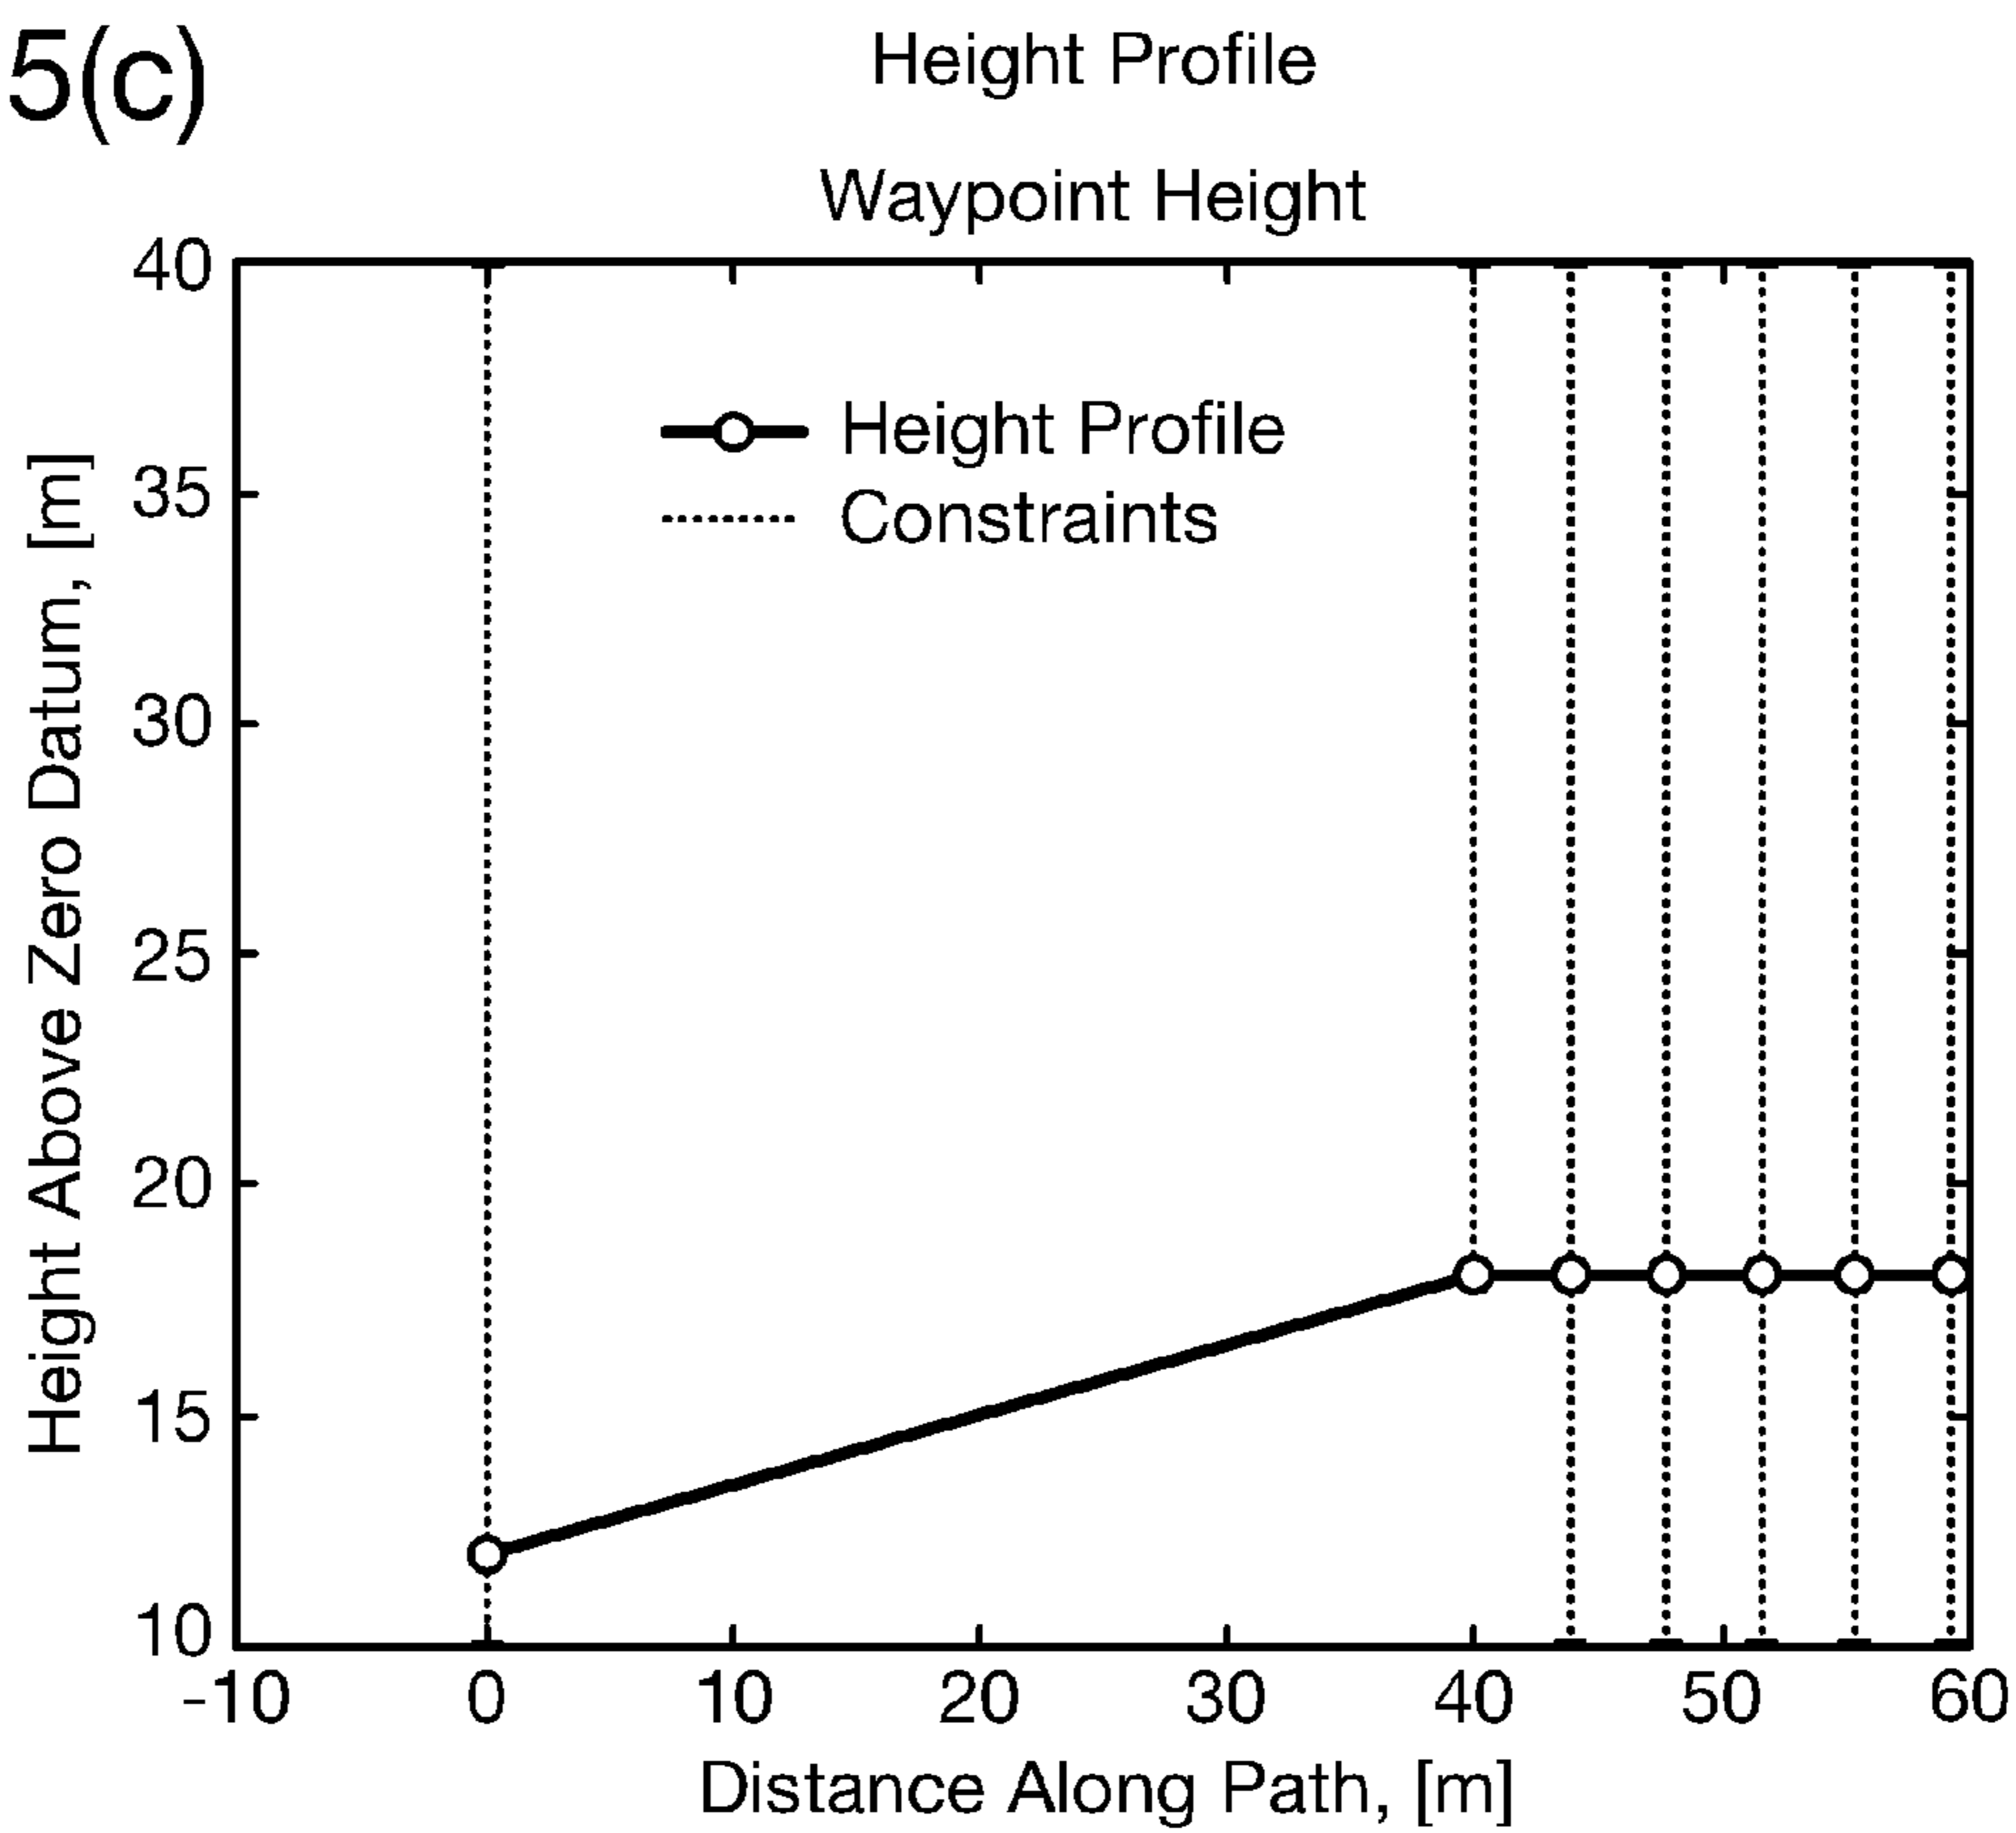 5(c)
Height Profile
Waypoint Height
Height Above Zero Datum, [m]
40
35
30
25
20
15
10
Height Profile
Constraints
-10 0 10 20 30 40 50 60
Distance Along Path, [m]